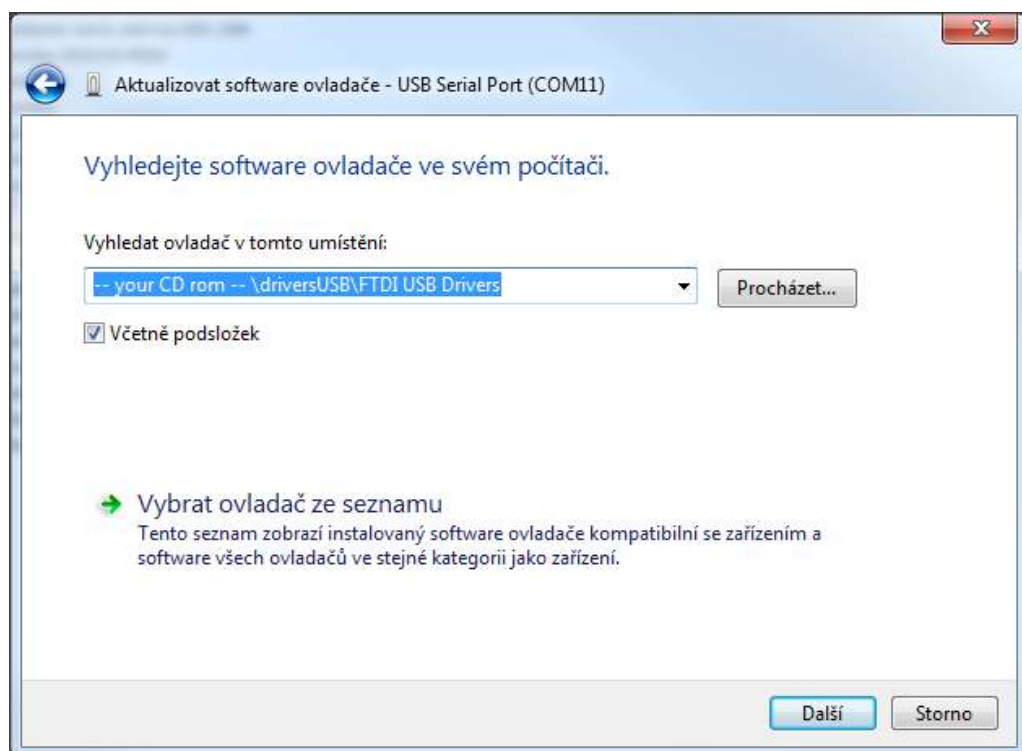 Aktualizovat software ovladače - USB Serial Port (COM11)
Vyhledejte software ovladače ve svém počítači.
Vyhledat ovladač v tomto umístění:
-- your CD rom -- \driversUSB\FTDI USB Drivers
Procházet...
Včetně podsložek
Vybrat ovladač ze seznamu
Tento seznam zobrazí instalovaný software ovladače kompatibilní se zařízením a
software všech ovladačů ve stejné kategorii jako zařízení.
Další
Storno